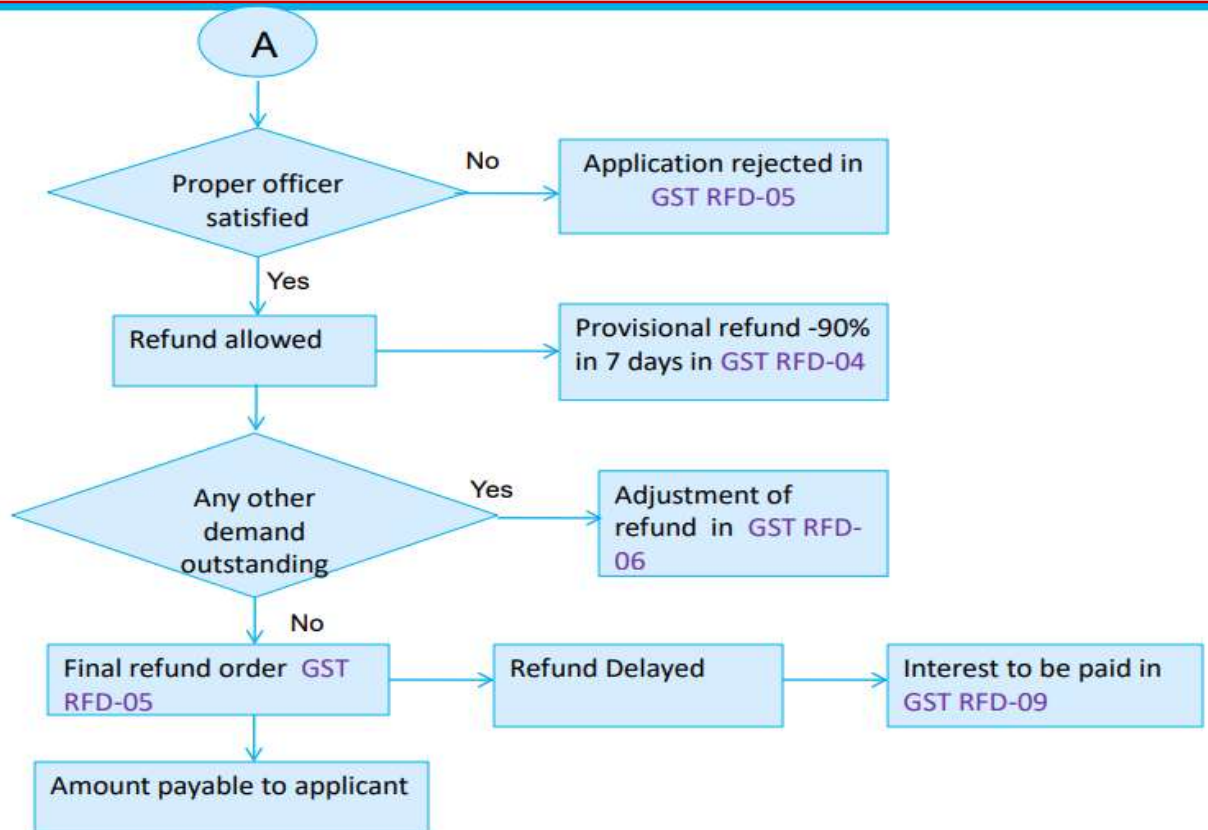 A
Proper officer
satisfied
No
Application rejected in
GST RFD-05
Yes
Refund allowed
Provisional refund -90%
in 7 days in GST RFD-04
Any other
demand
outstanding
Yes
Adjustment of
refund in GST RFD-
06
No
Final refund order GST
RFD-05
Refund Delayed
Interest to be paid in
GST RFD-09
Amount payable to applicant